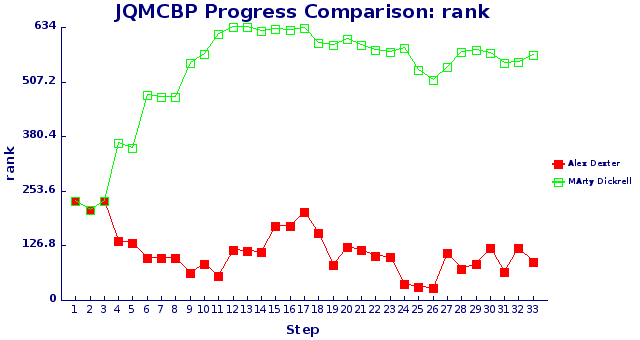 JQMCBP Progress Comparison: rank
634
507.2
380.4
253.6
126.8
0
rank
1 2 3 4 5 6 7 8 9 10 11 12 13 14 15 16 17 18 19 20 21 22 23 24 25 26 27 28 29 30 31 32 33
Step
Alex Dexter
MArty Dickrell